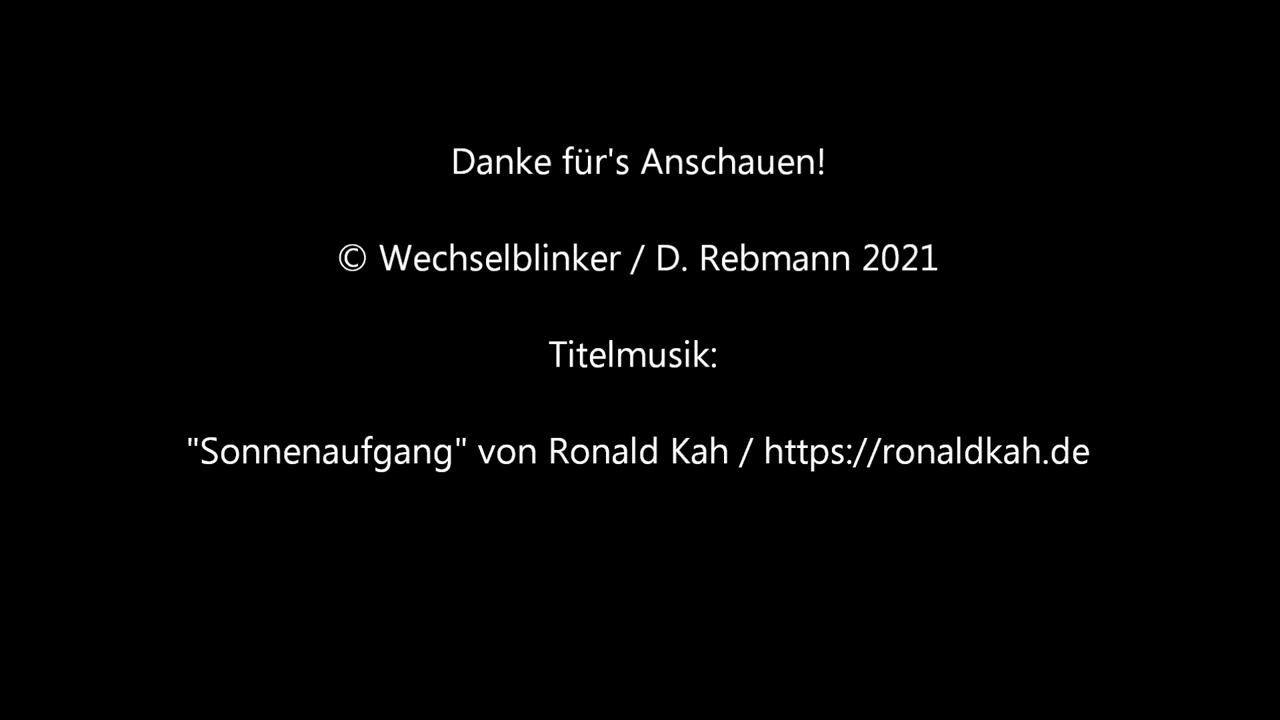 Danke für's Anschauen!
© Wechselblinker / D. Rebmann 2021
Titelmusik:
"Sonnenaufgang" von Ronald Kah / https://ronaldkah.de